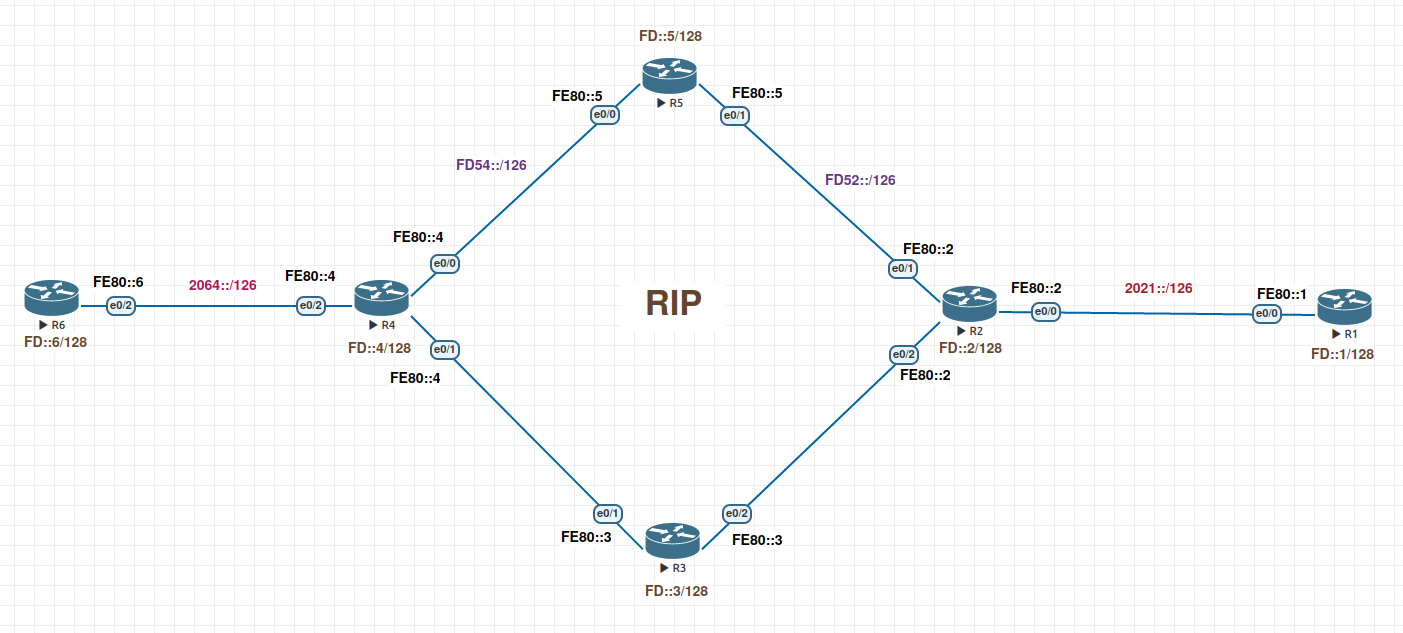 FD::5/128
R5
FE80::5
FE80::5
e0/0
e0/1
FD54::/126
FD52::/126
FE80::4
FE80::2
e0/0
e0/1
FE80::6
2064::/126
FE80::4
e0/2
e0/2
R6
FD::6/128
R4
FD::4/128
RIP
FE80::2
2021::/126
FE80::1
e0/0
e0/0
R2
FD::2/128
R1
FD::1/128
e0/1
FE80::4
e0/2
FE80::2
e0/1
e0/2
FE80::3
FE80::3
R3
FD::3/128